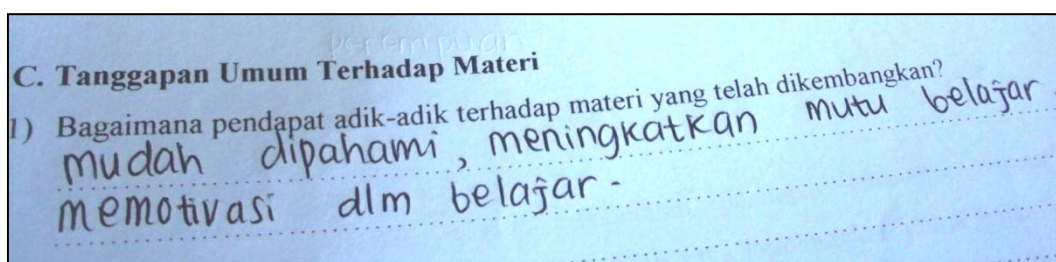 perempuan
C. Tanggapan Umum Terhadap Materi
1) Bagaimana pendapat adik-adik terhadap materi yang telah dikembangkan?
mudah dipahami, meningkatkan mutu belajar
memotivasi dlm belajar.